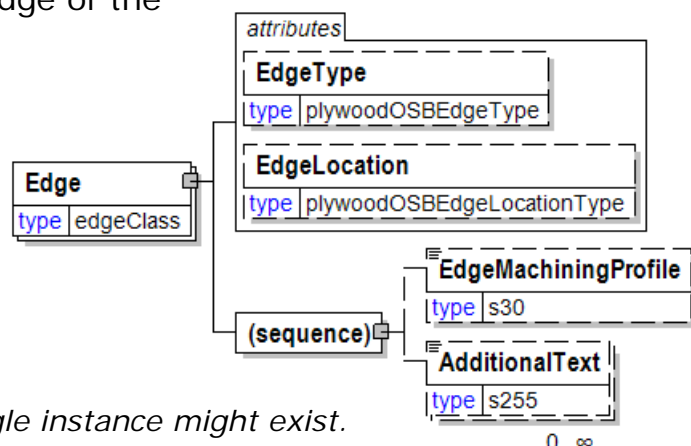 dge of the
attributes
EdgeType
type plywoodOSBEdgeType
EdgeLocation
type plywoodOSBEdgeLocationType
Edge
type edgeClass
EdgeMachiningProfile
type s30
(sequence)
AdditionalText
type s255
gle instance might exist.
0 ∞